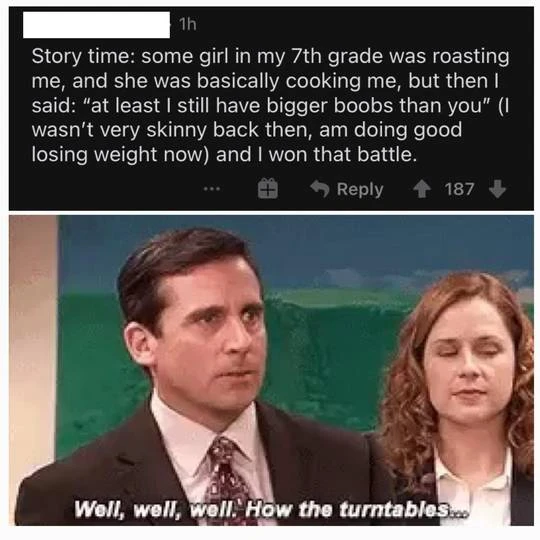 1h
Story time: some girl in my 7th grade was roasting
me, and she was basically cooking me, but then I
said: “at least I still have bigger boobs than you” (I
wasn’t very skinny back then, am doing good
losing weight now) and I won that battle.
... Reply 187
Well, well, well. How the turntables...